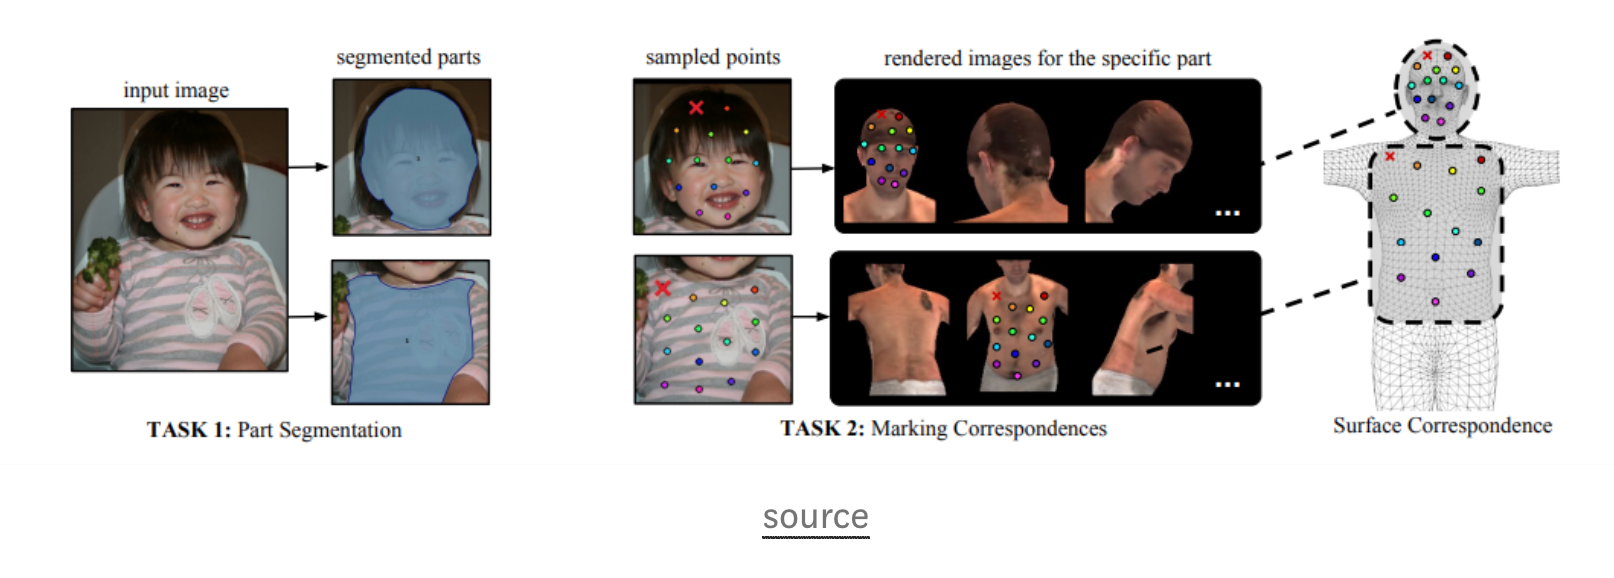 input image
segmented parts
sampled points
rendered images for the specific part
...
...
TASK 1: Part Segmentation
TASK 2: Marking Correspondences
Surface Correspondence
source